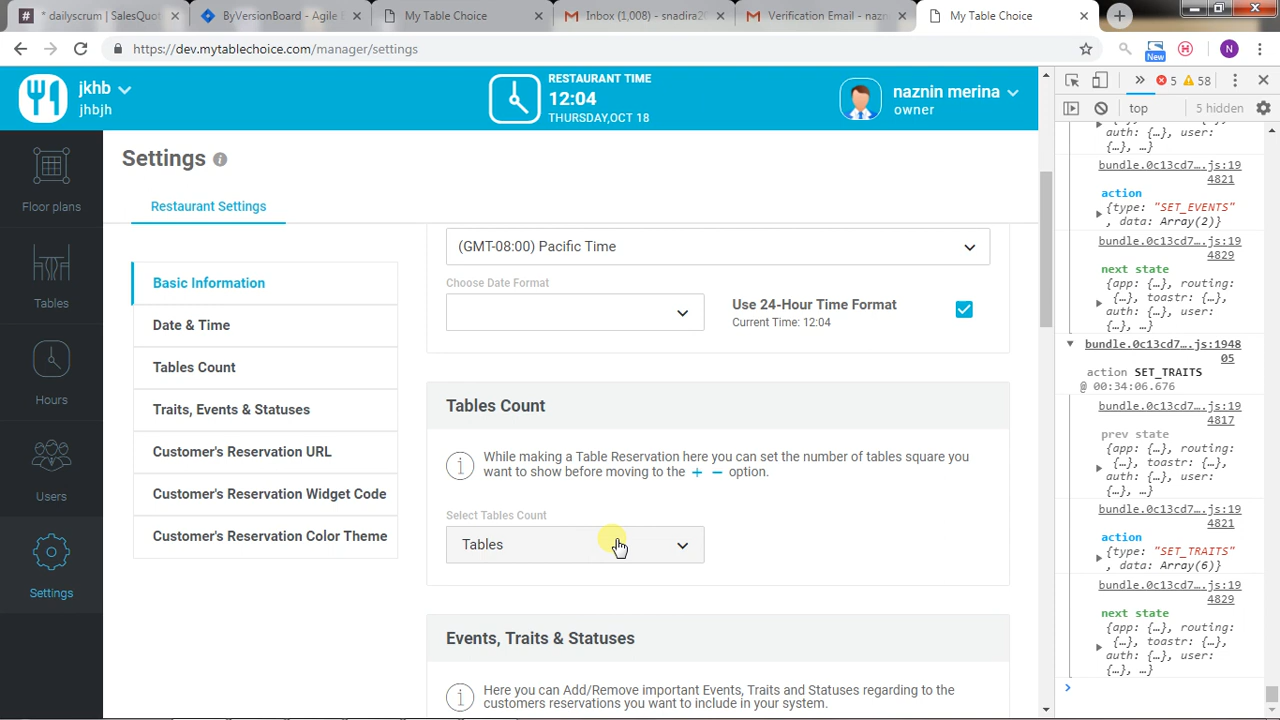 * dailyscrum | SalesQuo
ByVersionBoard - Agile B
My Table Choice
Inbox (1,008) - snadira2
Verification Email - nazn
My Table Choice
https://dev.mytablechoice.com/manager/settings
New
N
jkhb
jhbjh
RESTAURANT TIME
12:04
THURSDAY,OCT 18
naznin merina
owner
Floor plans
Tables
Hours
Users
Settings
Settings
Restaurant Settings
Basic Information
Date & Time
Tables Count
Traits, Events & Statuses
Customer's Reservation URL
Customer's Reservation Widget Code
Customer's Reservation Color Theme
(GMT-08:00) Pacific Time
Choose Date Format
Use 24-Hour Time Format
Current Time: 12:04
Tables Count
While making a Table Reservation here you can set the number of tables square you
want to show before moving to the + − option.
Select Tables Count
Tables
Events, Traits & Statuses
Here you can Add/Remove important Events, Traits and Statuses regarding to the
customers reservations you want to include in your system.
» 5 58
top
5 hidden
auth: {…}, user:
{…}, …}
bundle.0c13cd7….js:19
4821
action
{type: "SET_EVENTS"
, data: Array(2)}
bundle.0c13cd7….js:19
4829
next state
{app: {…}, routing:
{…}, toastr: {…},
auth: {…}, user:
{…}, …}
bundle.0c13cd7….js:1948
05
action SET_TRAITS
@ 00:34:06.676
bundle.0c13cd7….js:19
4817
prev state
{app: {…}, routing:
{…}, toastr: {…},
auth: {…}, user:
{…}, …}
bundle.0c13cd7….js:19
4821
action
{type: "SET_TRAITS"
, data: Array(6)}
bundle.0c13cd7….js:19
4829
next state
{app: {…}, routing:
{…}, toastr: {…},
auth: {…}, user:
{…}, …}